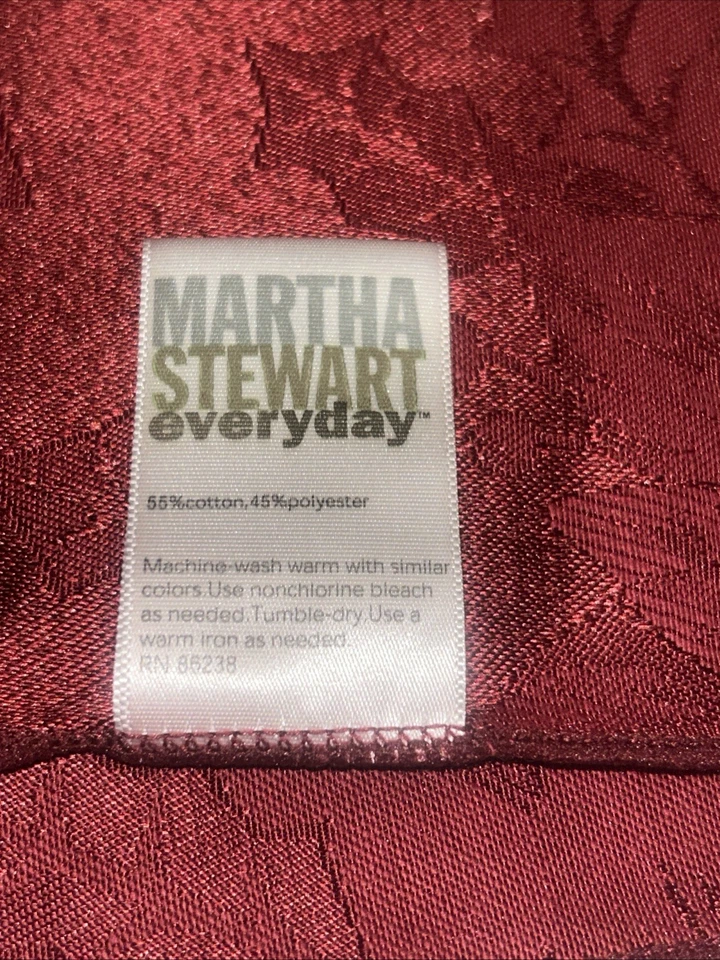 MARTHA
STEWART
everyday™
55%cotton,45%polyester
Machine-wash warm with similar
colors.Use nonchlorine bleach
as needed.Tumble-dry.Use a
warm iron as needed.
RN 86238